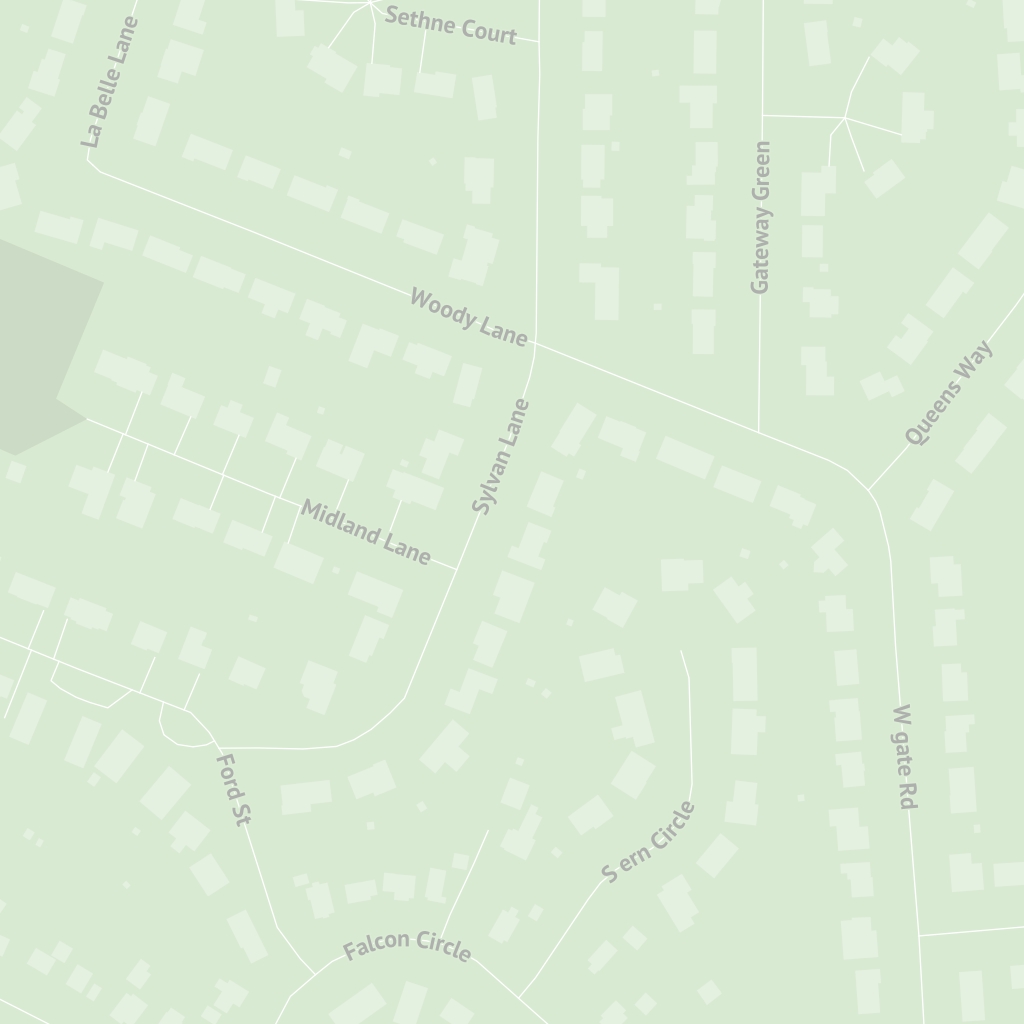 Sethne Court
La Belle Lane
Gateway Green
Woody Lane
Queens Way
Sylvan Lane
Midland Lane
W gate Rd
Ford St
S ern Circle
Falcon Circle